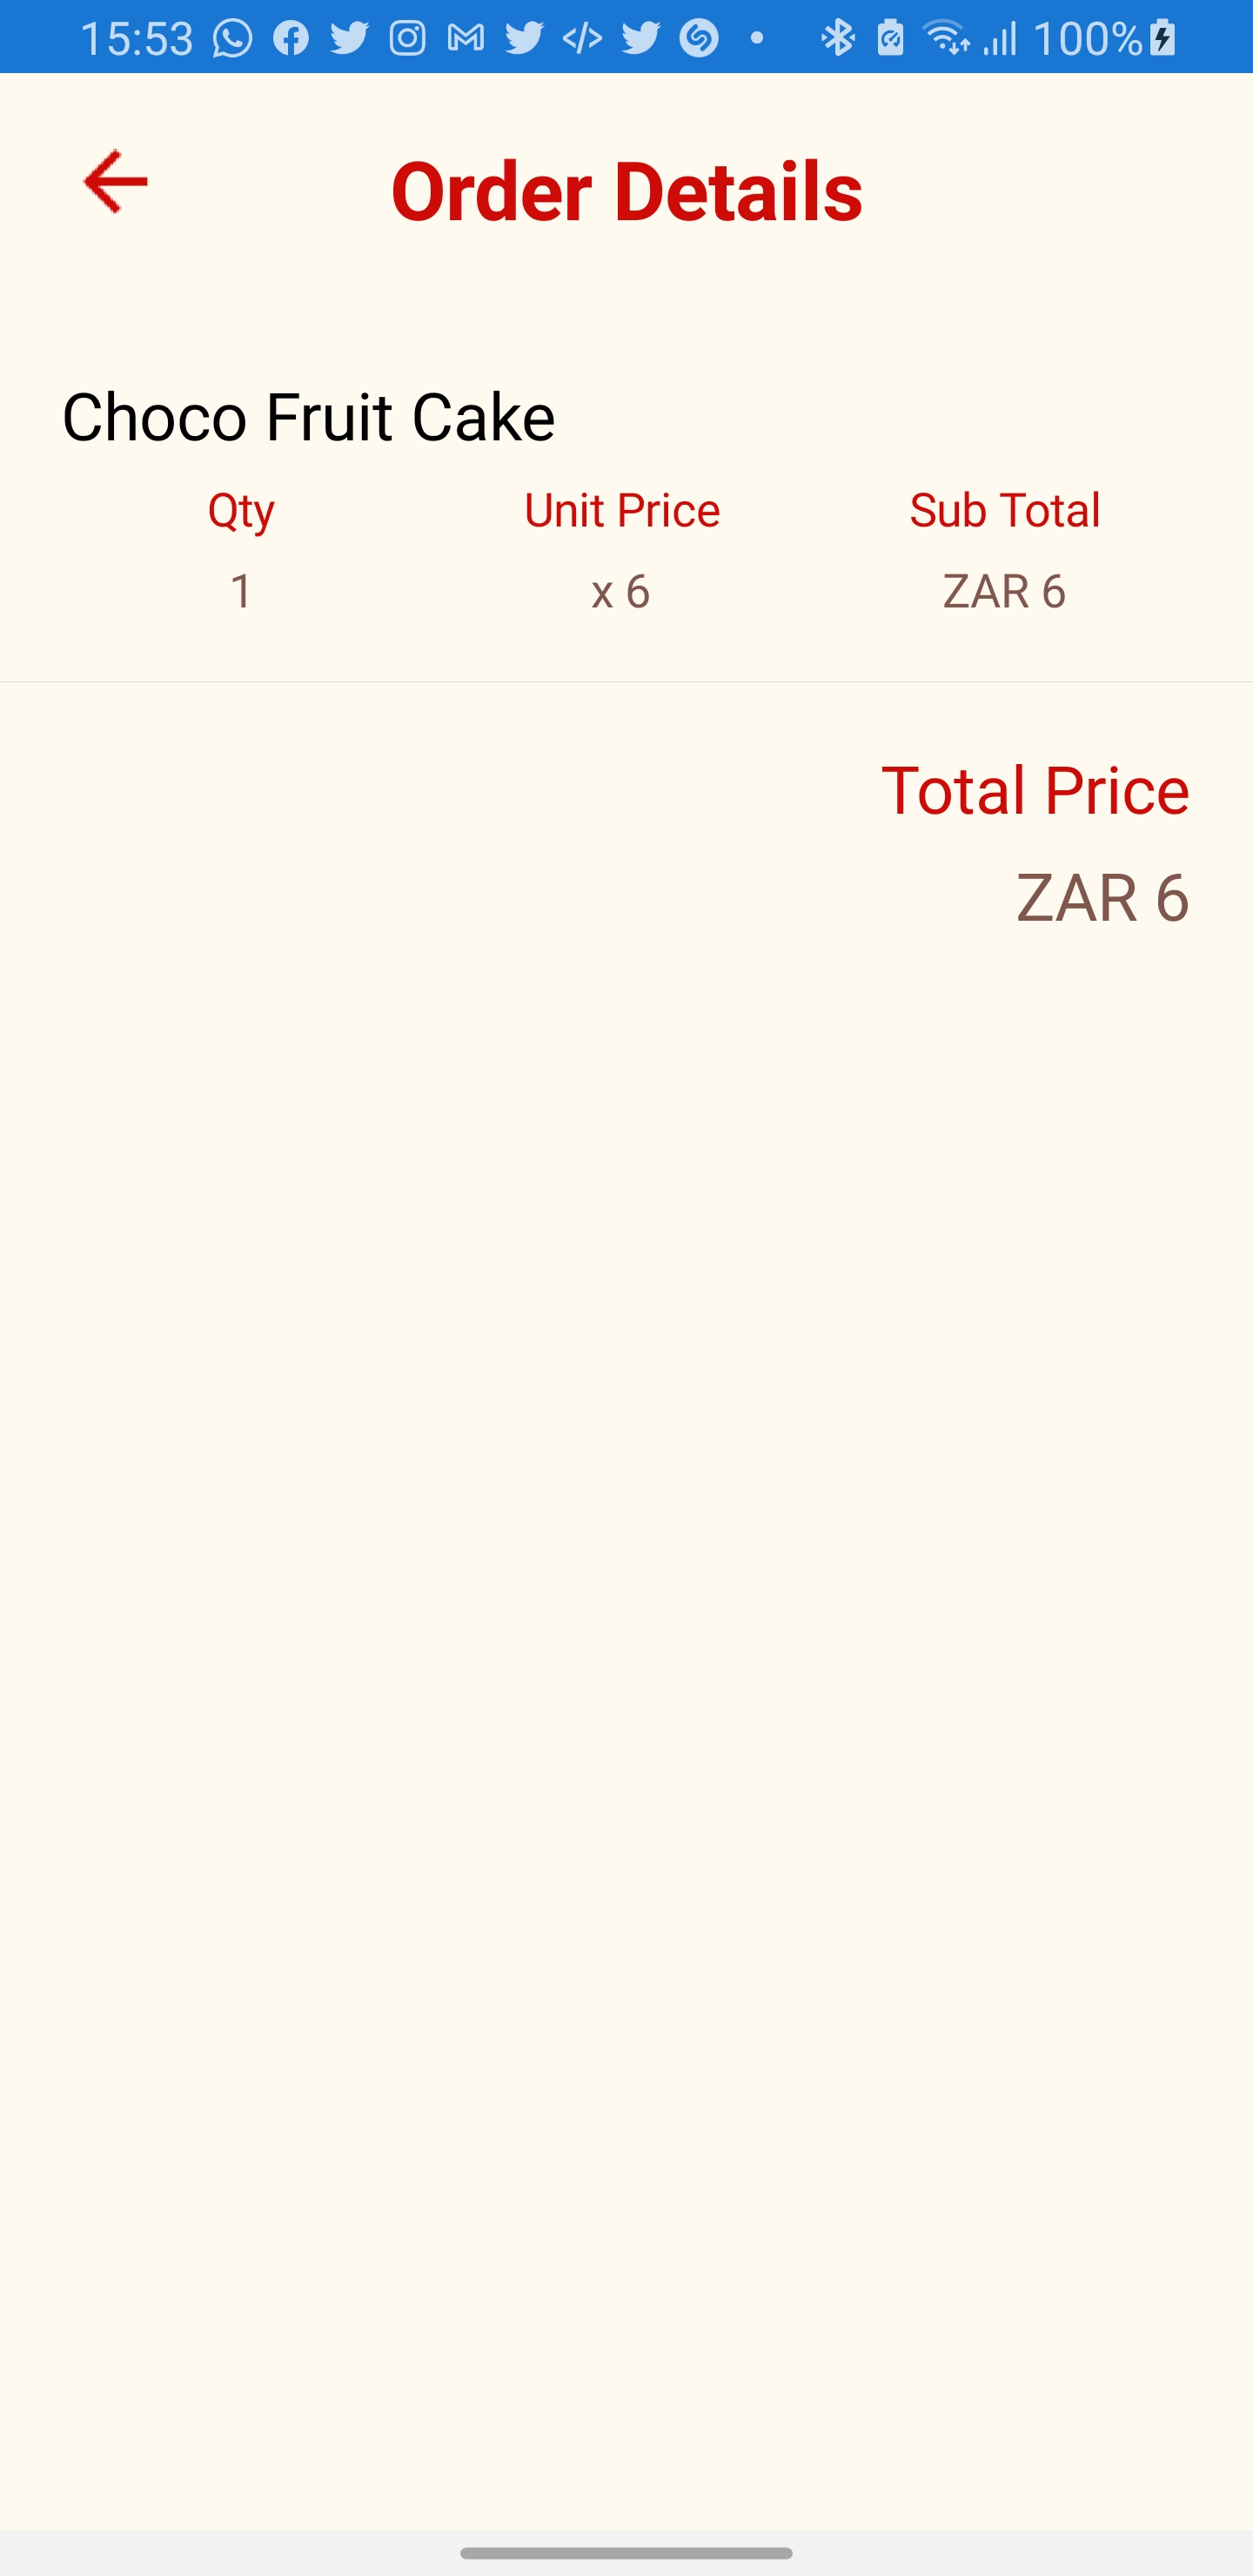 15:53 100%
Order Details
Choco Fruit Cake
Qty Unit Price Sub Total
1 x 6 ZAR 6
Total Price
ZAR 6